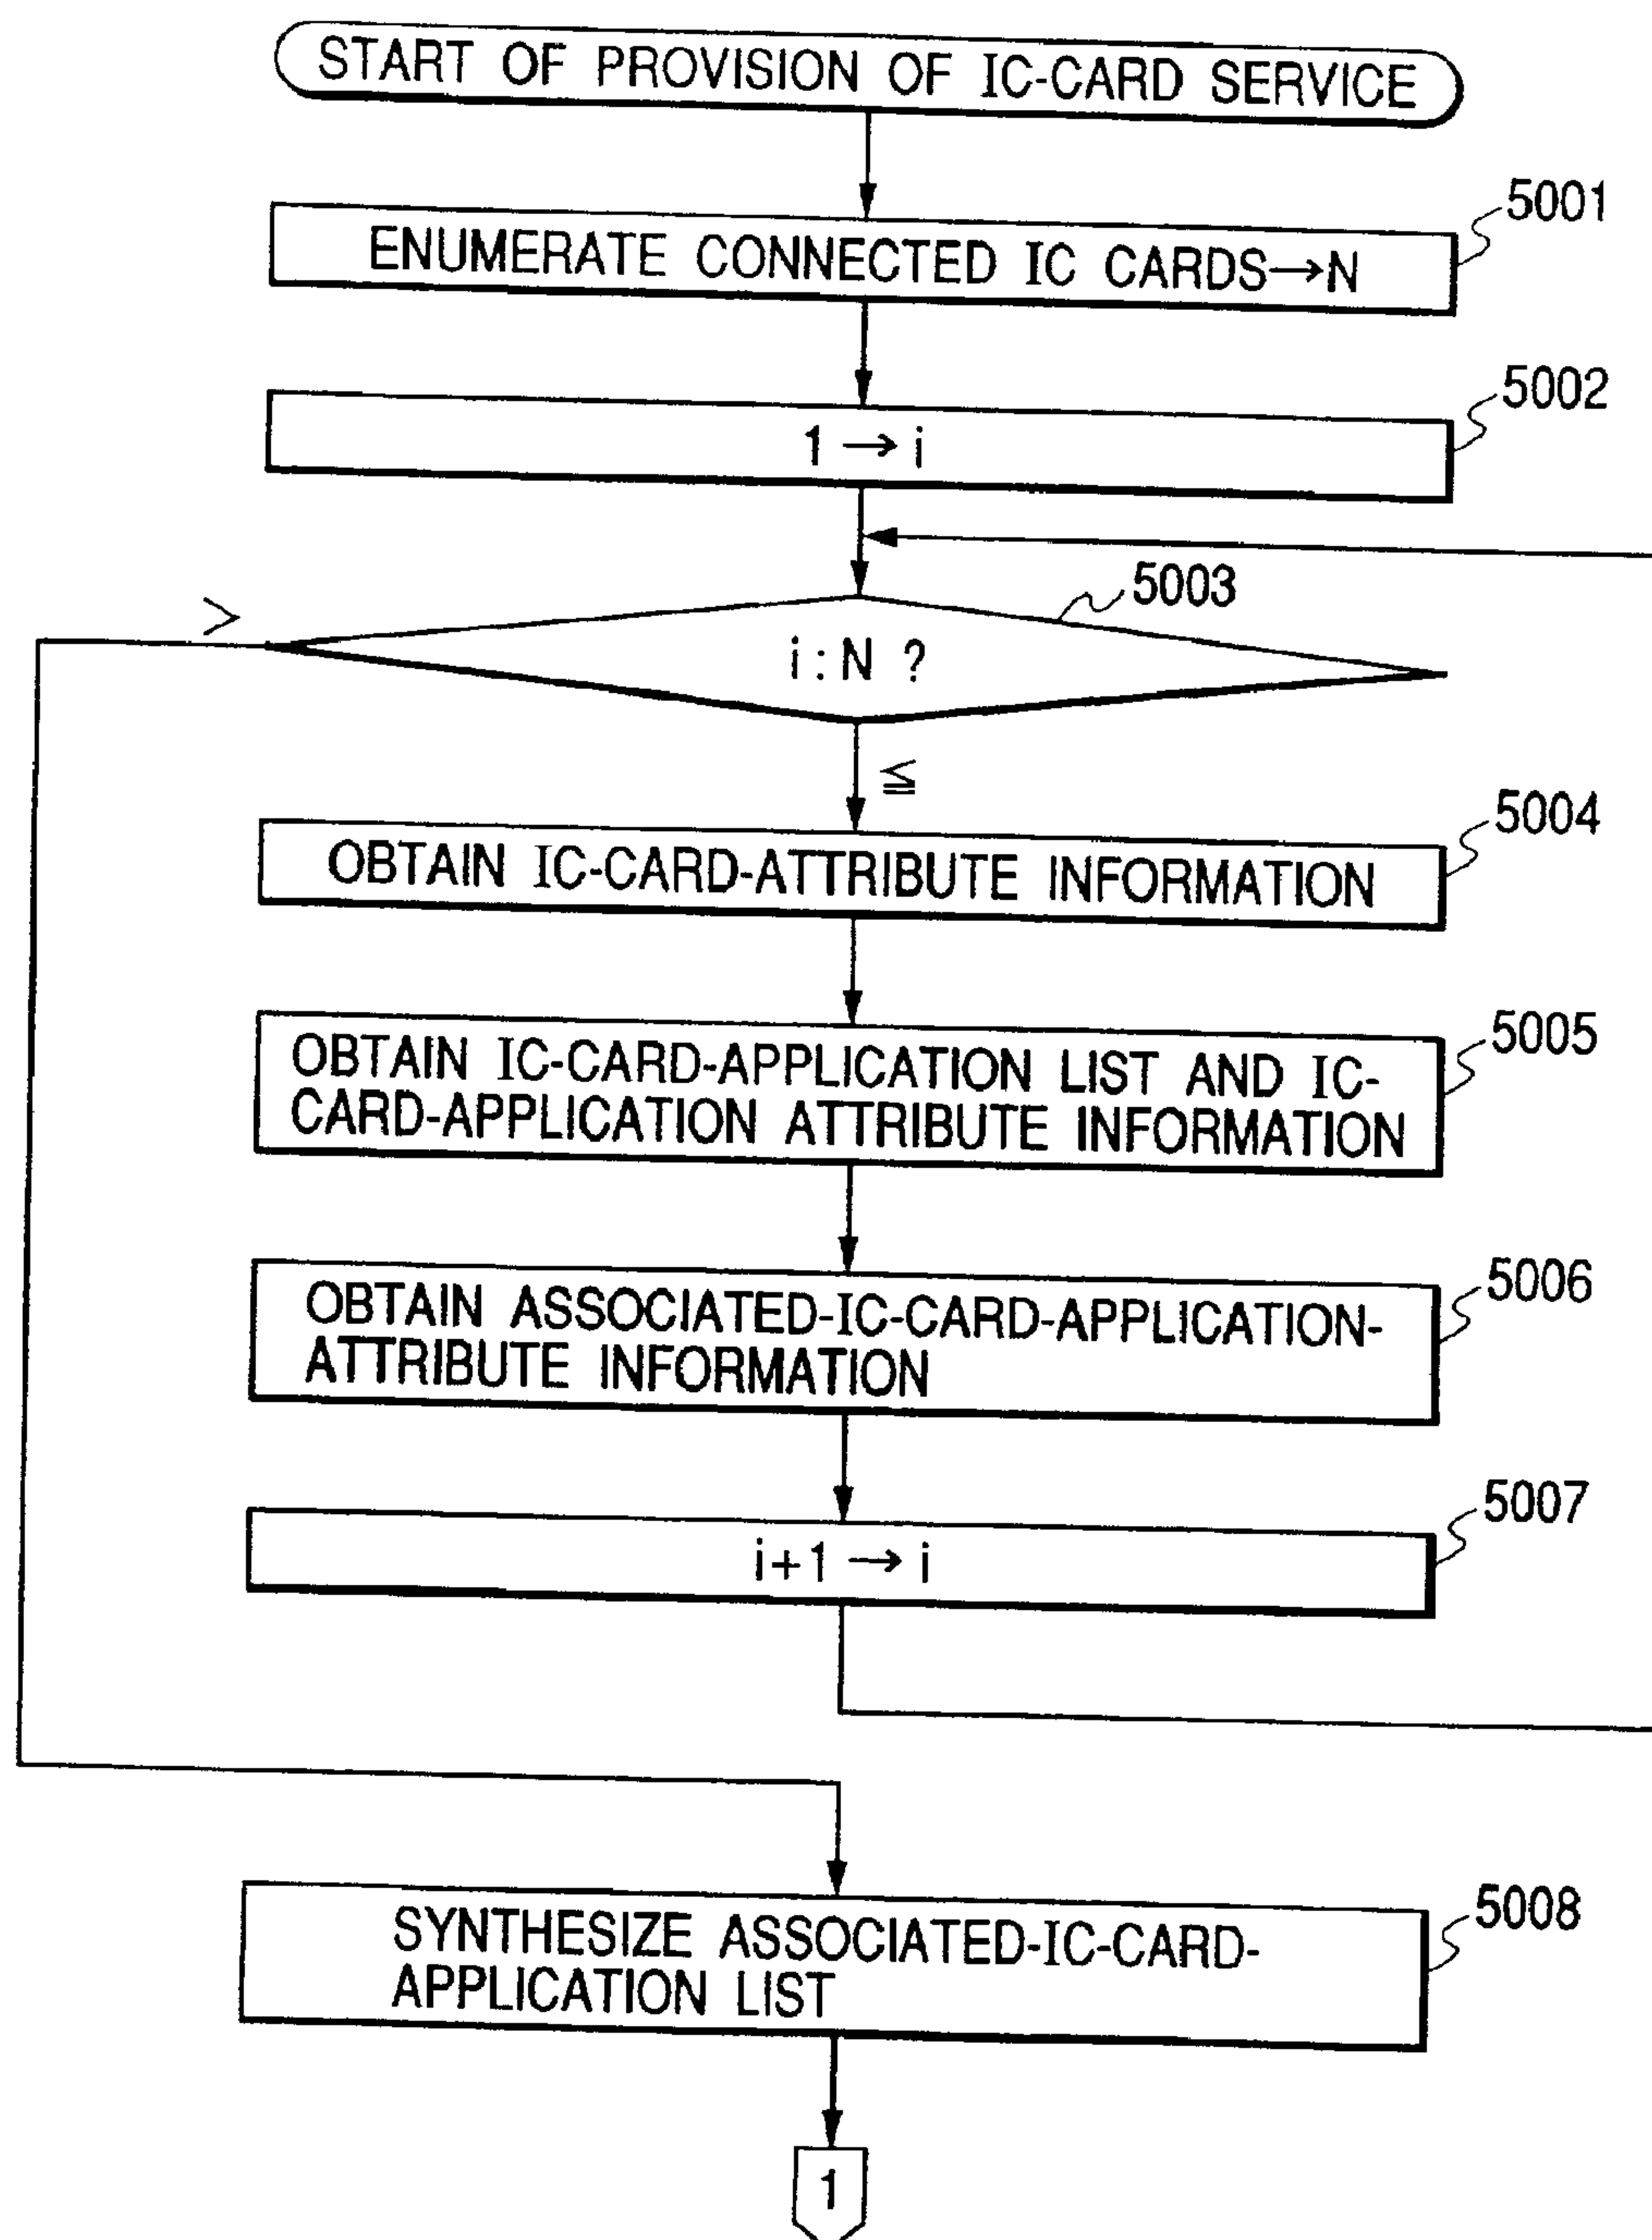 START OF PROVISION OF IC-CARD SERVICE
5001
ENUMERATE CONNECTED IC CARDS→N
5002
1→i
5003
>
i : N ?
≦
5004
OBTAIN IC-CARD-ATTRIBUTE INFORMATION
5005
OBTAIN IC-CARD-APPLICATION LIST AND IC-
CARD-APPLICATION ATTRIBUTE INFORMATION
5006
OBTAIN ASSOCIATED-IC-CARD-APPLICATION-
ATTRIBUTE INFORMATION
5007
i+1→i
5008
SYNTHESIZE ASSOCIATED-IC-CARD-
APPLICATION LIST
1